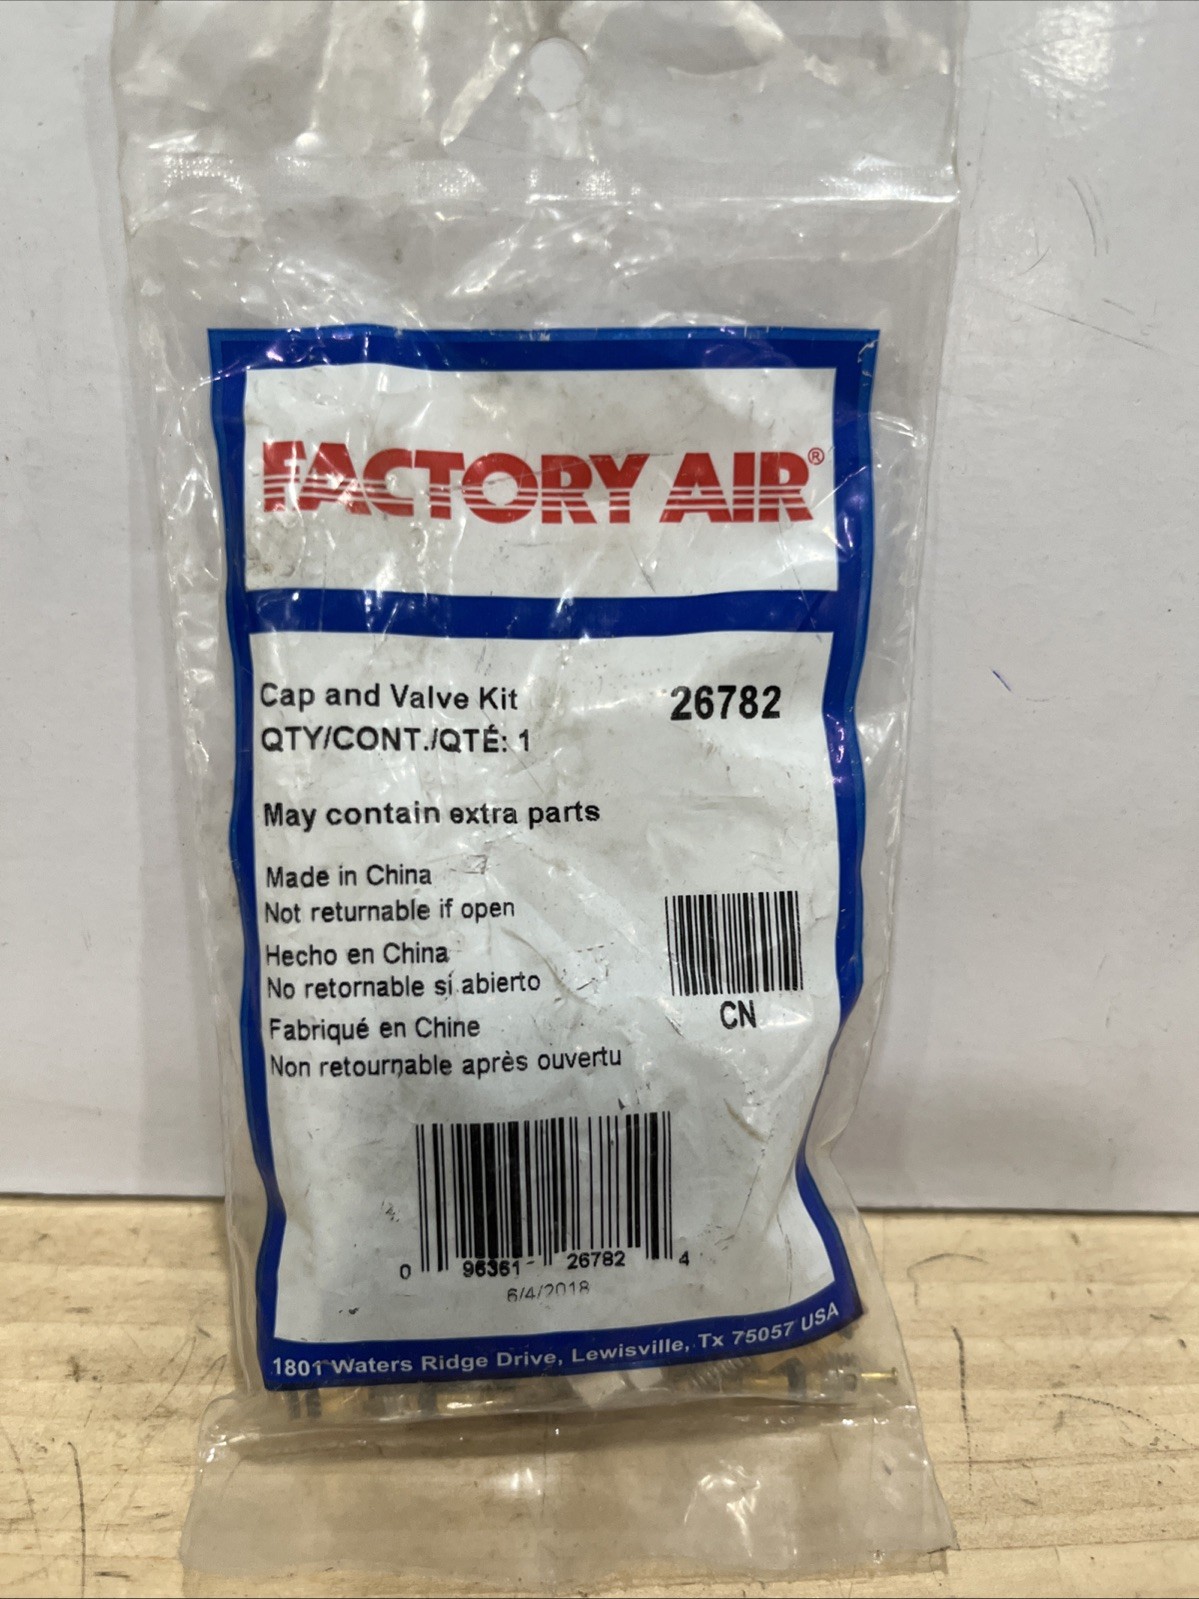 FACTORY AIR®
Cap and Valve Kit 26782
QTY/CONT./QTÉ: 1
May contain extra parts
Made in China
Not returnable if open
Hecho en China
No retornable sí abierto
Fabriqué en Chine
Non retournable après ouvertu
CN
0 96361-26782 4
6/4/2018
1801 Waters Ridge Drive, Lewisville, Tx 75057 USA